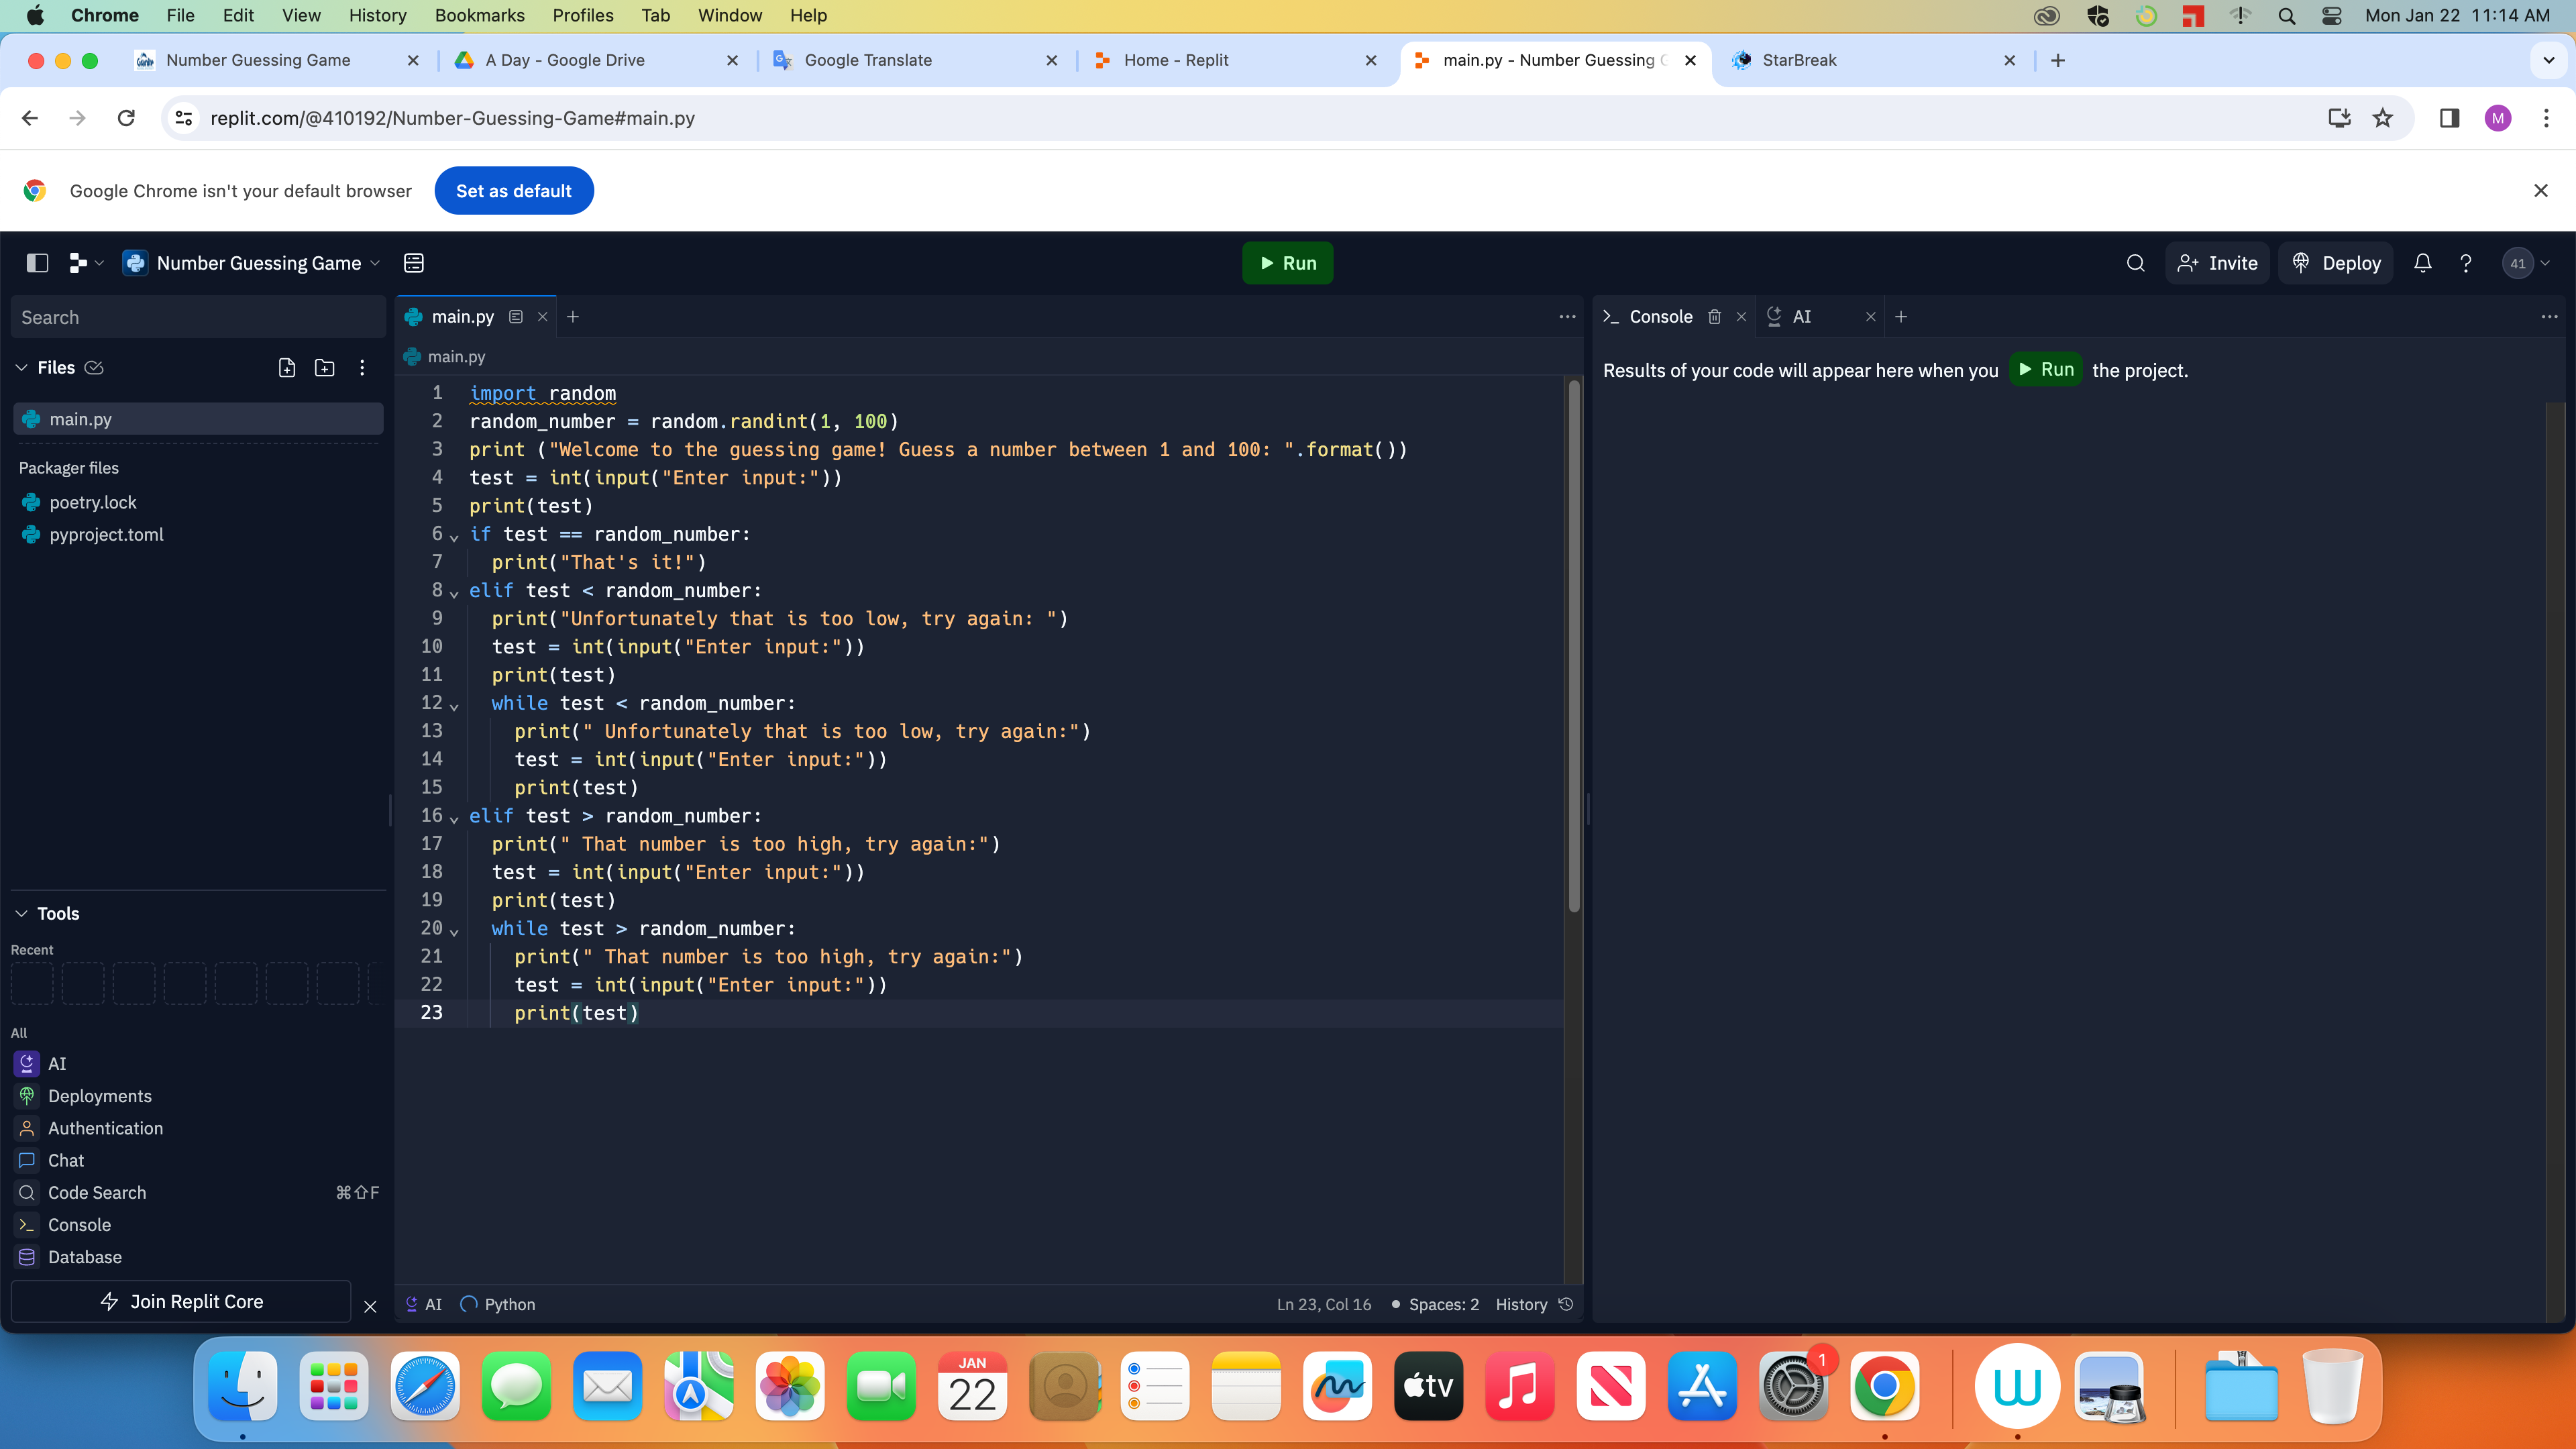 Chrome File Edit View History Bookmarks Profiles Tab Window Help Mon Jan 22 11:14 AM
Number Guessing Game A Day - Google Drive Google Translate Home - Replit main.py - Number Guessing StarBreak
replit.com/@410192/Number-Guessing-Game#main.py M
Google Chrome isn't your default browser Set as default
Number Guessing Game Run Invite Deploy ? 41
Search main.py Console AI
main.py
Files Results of your code will appear here when you Run the project.
main.py
Packager files
poetry.lock
pyproject.toml
1 import random
2 random_number = random.randint(1, 100)
3 print ("Welcome to the guessing game! Guess a number between 1 and 100: ".format())
4 test = int(input("Enter input:"))
5 print(test)
6 if test == random_number:
7 print("That's it!")
8 elif test < random_number:
9 print("Unfortunately that is too low, try again: ")
10 test = int(input("Enter input:"))
11 print(test)
12 while test < random_number:
13 print(" Unfortunately that is too low, try again:")
14 test = int(input("Enter input:"))
15 print(test)
16 elif test > random_number:
17 print(" That number is too high, try again:")
18 test = int(input("Enter input:"))
19 print(test)
20 while test > random_number:
21 print(" That number is too high, try again:")
22 test = int(input("Enter input:"))
23 print(test)
Tools
Recent
All
AI
Deployments
Authentication
Chat
Code Search ⌘⇧F
Console
Database
Join Replit Core
AI Python Ln 23, Col 16 Spaces: 2 History
JAN
22
tv
1